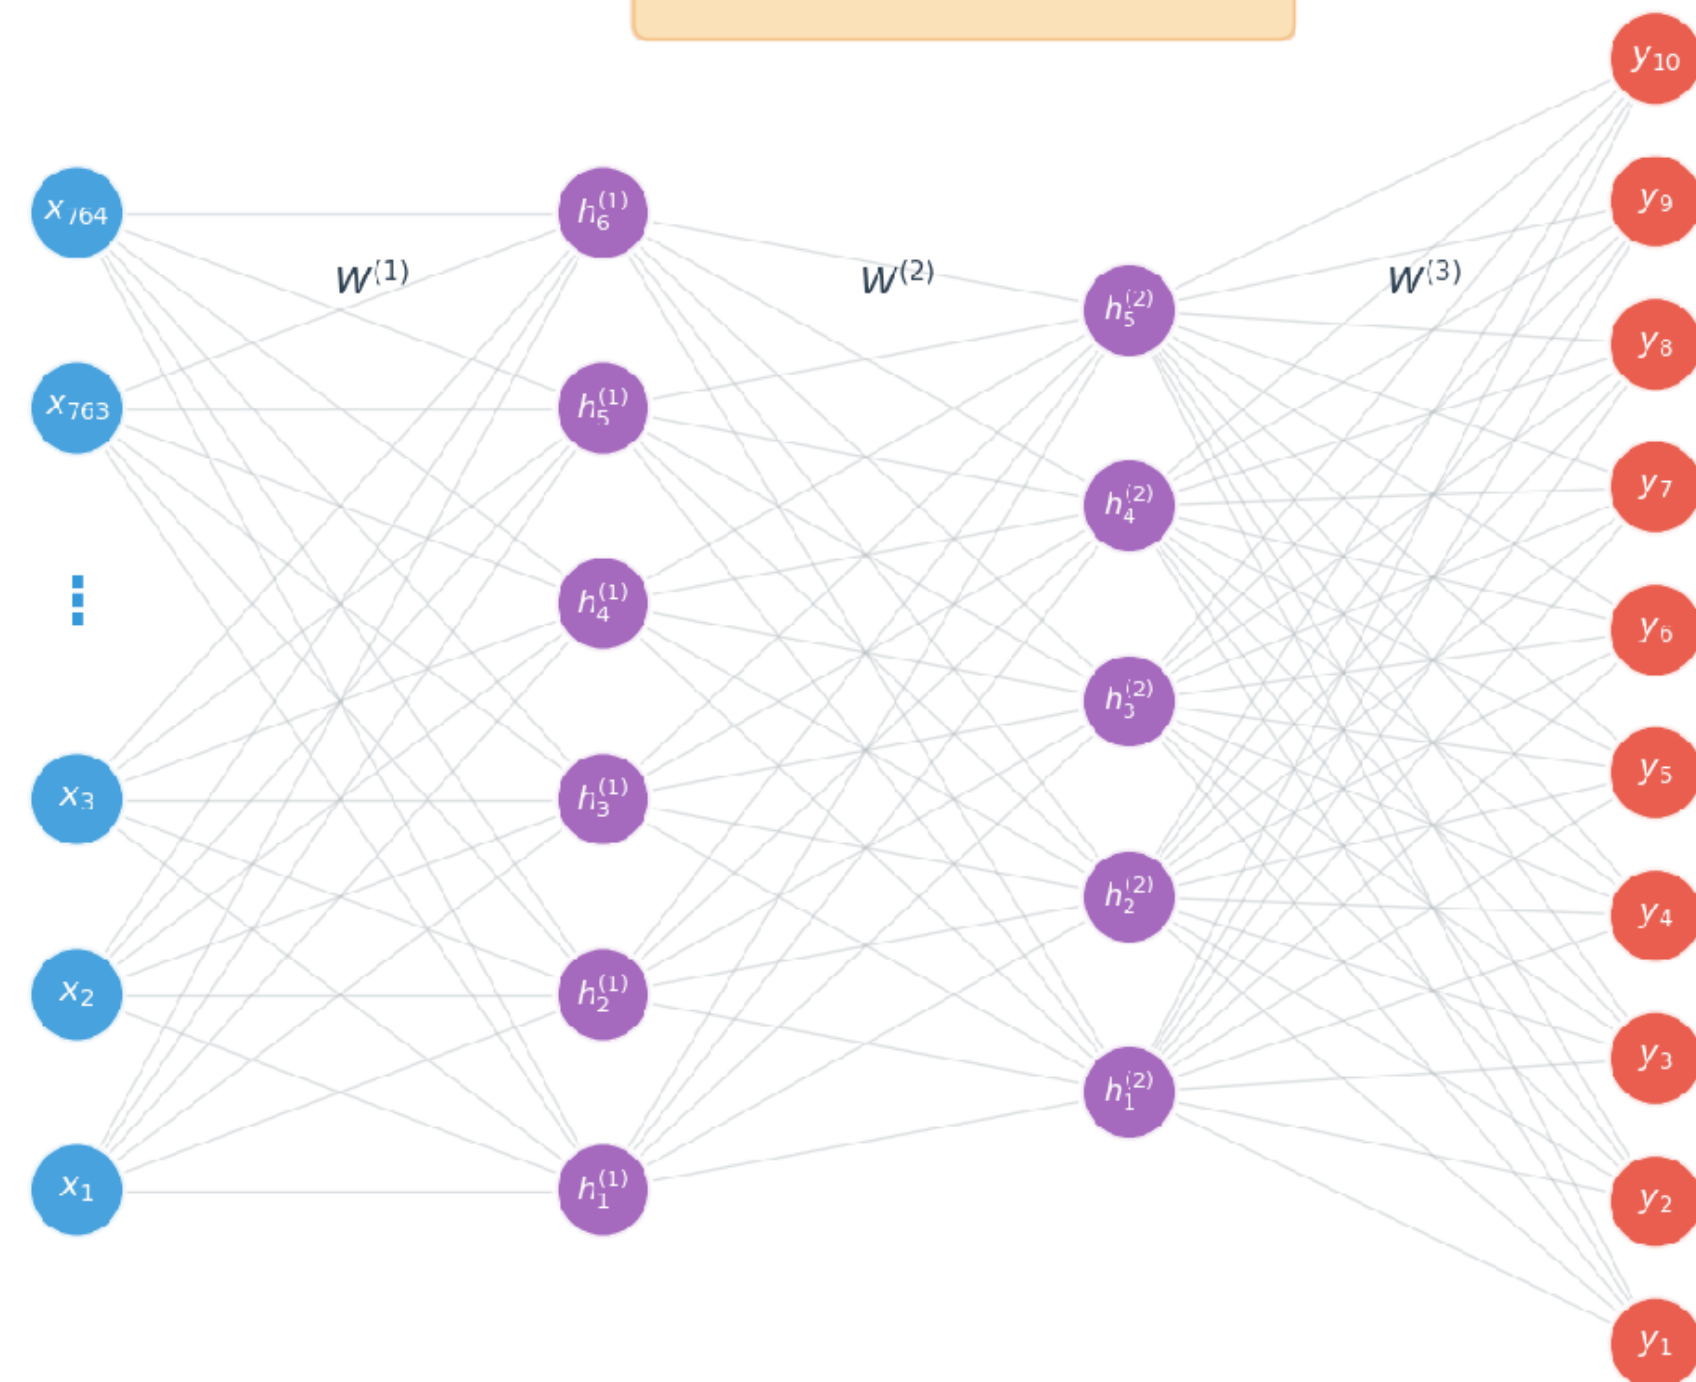 y10
y9
y8
y7
y6
y5
y4
y3
y2
y1
x764
x763
⋮
x3
x2
x1
W(1)
h6(1)
h5(1)
h4(1)
h3(1)
h2(1)
h1(1)
W(2)
h5(2)
h4(2)
h3(2)
h2(2)
h1(2)
W(3)